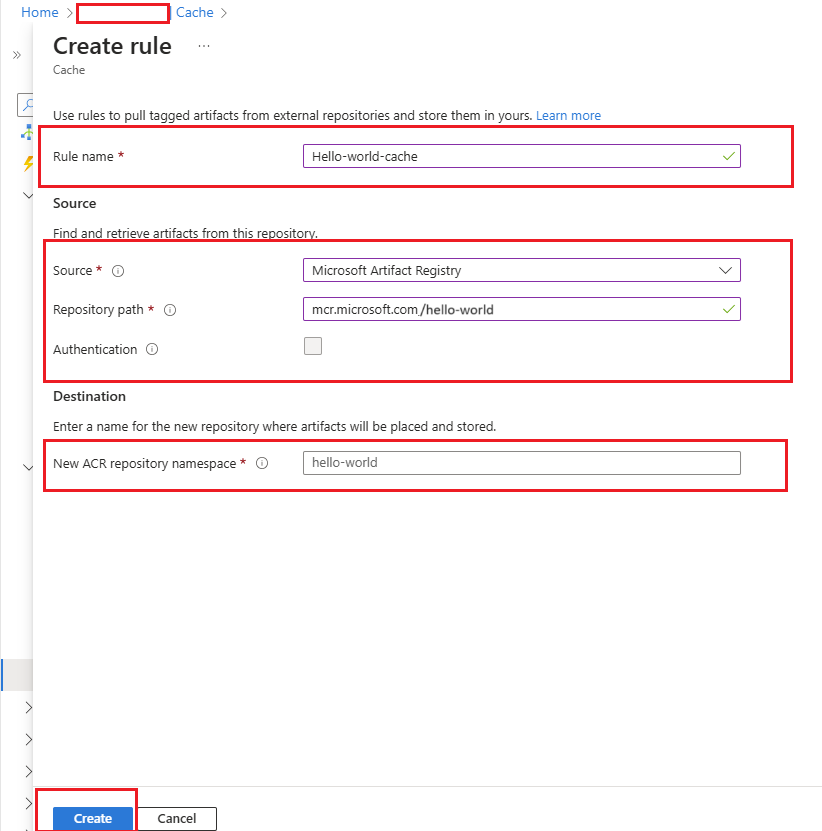 Home > | Cache >
Create rule ...
Cache
Use rules to pull tagged artifacts from external repositories and store them in yours. Learn more
Rule name * Hello-world-cache
Source
Find and retrieve artifacts from this repository.
Source * Microsoft Artifact Registry
Repository path * mcr.microsoft.com/hello-world
Authentication
Destination
Enter a name for the new repository where artifacts will be placed and stored.
New ACR repository namespace * hello-world
Create Cancel